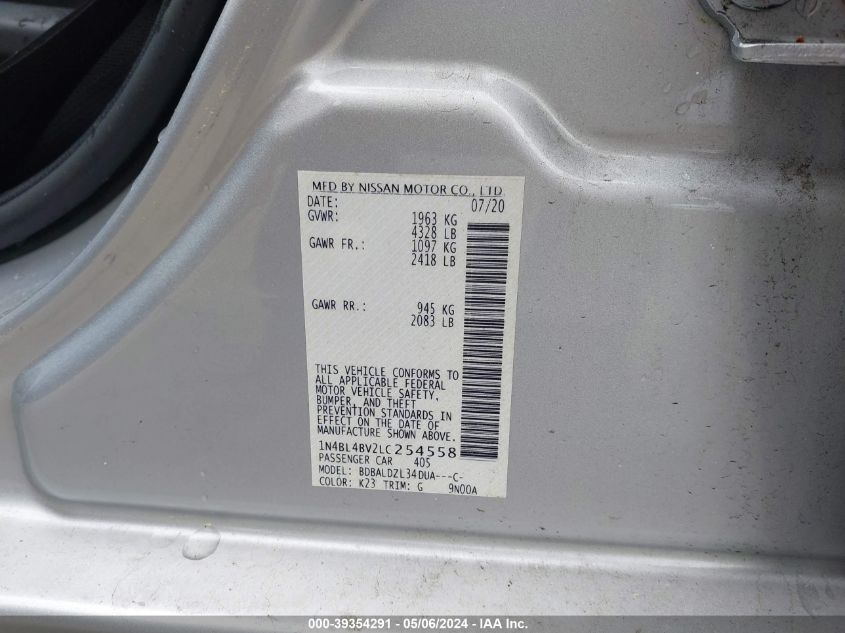 MFD BY NISSAN MOTOR CO., LTD.
DATE: 07/20
GVWR: 1963 KG
4328 LB
GAWR FR.: 1097 KG
2418 LB
GAWR RR.: 945 KG
2083 LB
THIS VEHICLE CONFORMS TO
ALL APPLICABLE FEDERAL
MOTOR VEHICLE SAFETY,
BUMPER, AND THEFT
PREVENTION STANDARDS IN
EFFECT ON THE DATE OF
MANUFACTURE SHOWN ABOVE.
1N4BL4BV2LC254558
PASSENGER CAR 405
MODEL: BDBALDZL34DUA---C-
COLOR: K23 TRIM: G 9N00A
000-39354291 - 05/06/2024 - IAA Inc.